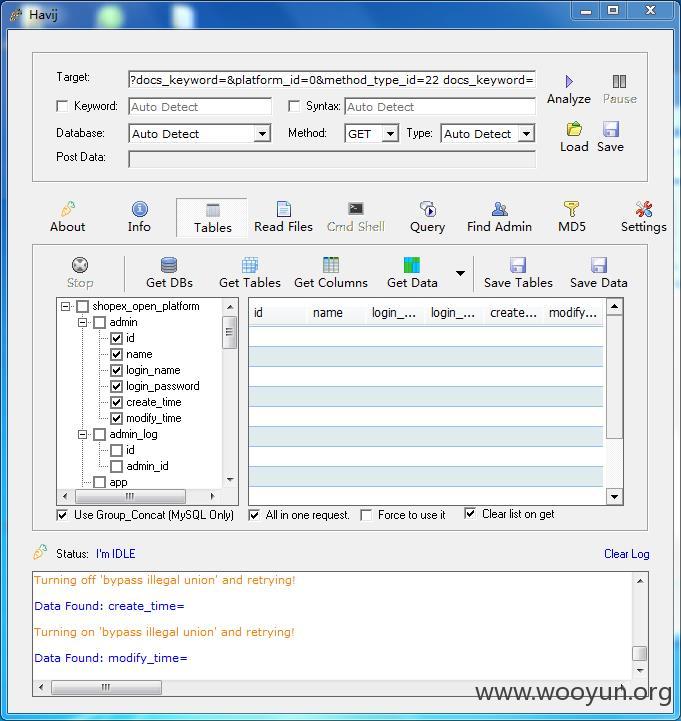 Havij
Target: ?docs_keyword=&platform_id=0&method_type_id=22 docs_keyword=
Analyze Pause
Keyword: Auto Detect Syntax: Auto Detect
Database: Auto Detect Method: GET Type: Auto Detect
Load Save
Post Data:
About Info Tables Read Files Cmd Shell Query Find Admin MD5 Settings
Stop Get DBs Get Tables Get Columns Get Data Save Tables Save Data
shopex_open_platform
admin
id
name
login_name
login_password
create_time
modify_time
admin_log
id
admin_id
app
id name login_... login_... create... modify...
Use Group_Concat (MySQL Only) All in one request. Force to use it Clear list on get
Status: I'm IDLE Clear Log
Turning off 'bypass illegal union' and retrying!
Data Found: create_time=
Turning on 'bypass illegal union' and retrying!
Data Found: modify_time=
www.wooyun.org